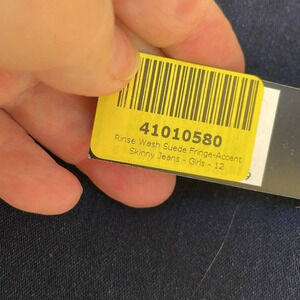 41010580
Rinse Wash Suede Fringe-Accent
Skinny Jeans - Girls - 12